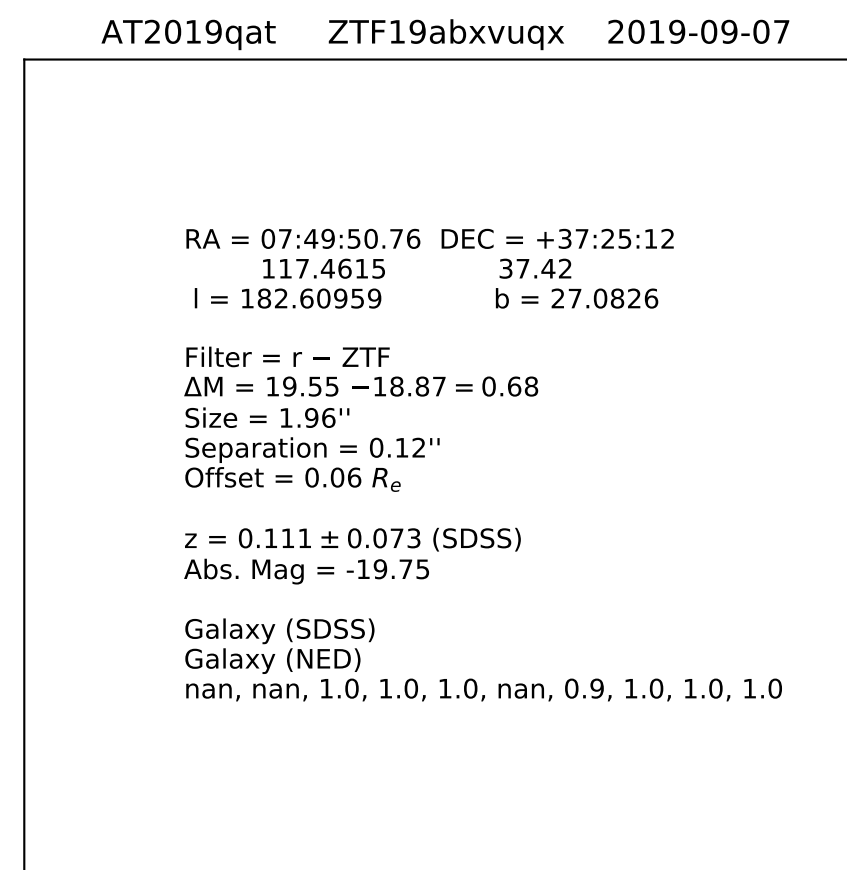 AT2019qat ZTF19abxvuqx 2019-09-07
RA = 07:49:50.76 DEC = +37:25:12
117.4615 37.42
l = 182.60959 b = 27.0826
Filter = r − ZTF
ΔM = 19.55 −18.87 = 0.68
Size = 1.96''
Separation = 0.12''
Offset = 0.06 Re
z = 0.111 ± 0.073 (SDSS)
Abs. Mag = -19.75
Galaxy (SDSS)
Galaxy (NED)
nan, nan, 1.0, 1.0, 1.0, nan, 0.9, 1.0, 1.0, 1.0